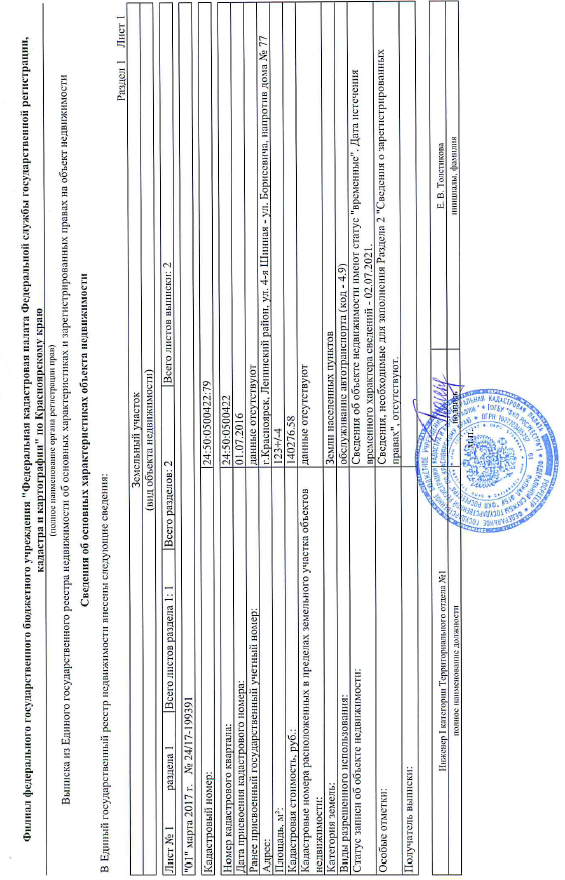 Филиал федерального государственного бюджетного учреждения "Федеральная кадастровая палата Федеральной службы государственной регистрации,
кадастра и картографии" по Красноярскому краю
(полное наименование органа регистрации прав)
Выписка из Единого государственного реестра недвижимости об основных характеристиках и зарегистрированных правах на объект недвижимости
Сведения об основных характеристиках объекта недвижимости
В Единый государственный реестр недвижимости внесены следующие сведения:
Раздел 1 Лист 1
Земельный участок
(вид объекта недвижимости)
Лист № 1 раздела 1 Всего листов раздела 1: 1 Всего разделов: 2 Всего листов выписки: 2
"01" марта 2017 г. № 24/17-199391
Кадастровый номер: 24:50:0500422:79
Номер кадастрового квартала: 24:50:0500422
Дата присвоения кадастрового номера: 01.07.2016
Ранее присвоенный государственный учетный номер: данные отсутствуют
Адрес: г.Красноярск, Ленинский район, ул. 4-я Шинная - ул. Борисевича, напротив дома № 77
Площадь, м²: 123+/-4
Кадастровая стоимость, руб.: 140276.58
Кадастровые номера расположенных в пределах земельного участка объектов данные отсутствуют
недвижимости:
Категория земель: Земли населенных пунктов
Виды разрешенного использования: обслуживание автотранспорта (код - 4.9)
Статус записи об объекте недвижимости: Сведения об объекте недвижимости имеют статус "временные". Дата истечения
временного характера сведений - 02.07.2021.
Особые отметки: Сведения, необходимые для заполнения Раздела 2 "Сведения о зарегистрированных
правах", отсутствуют.
Получатель выписки:
Инженер I категории Территориального отдела №1 Е. В. Толстикова
полное наименование должности подпись инициалы, фамилия